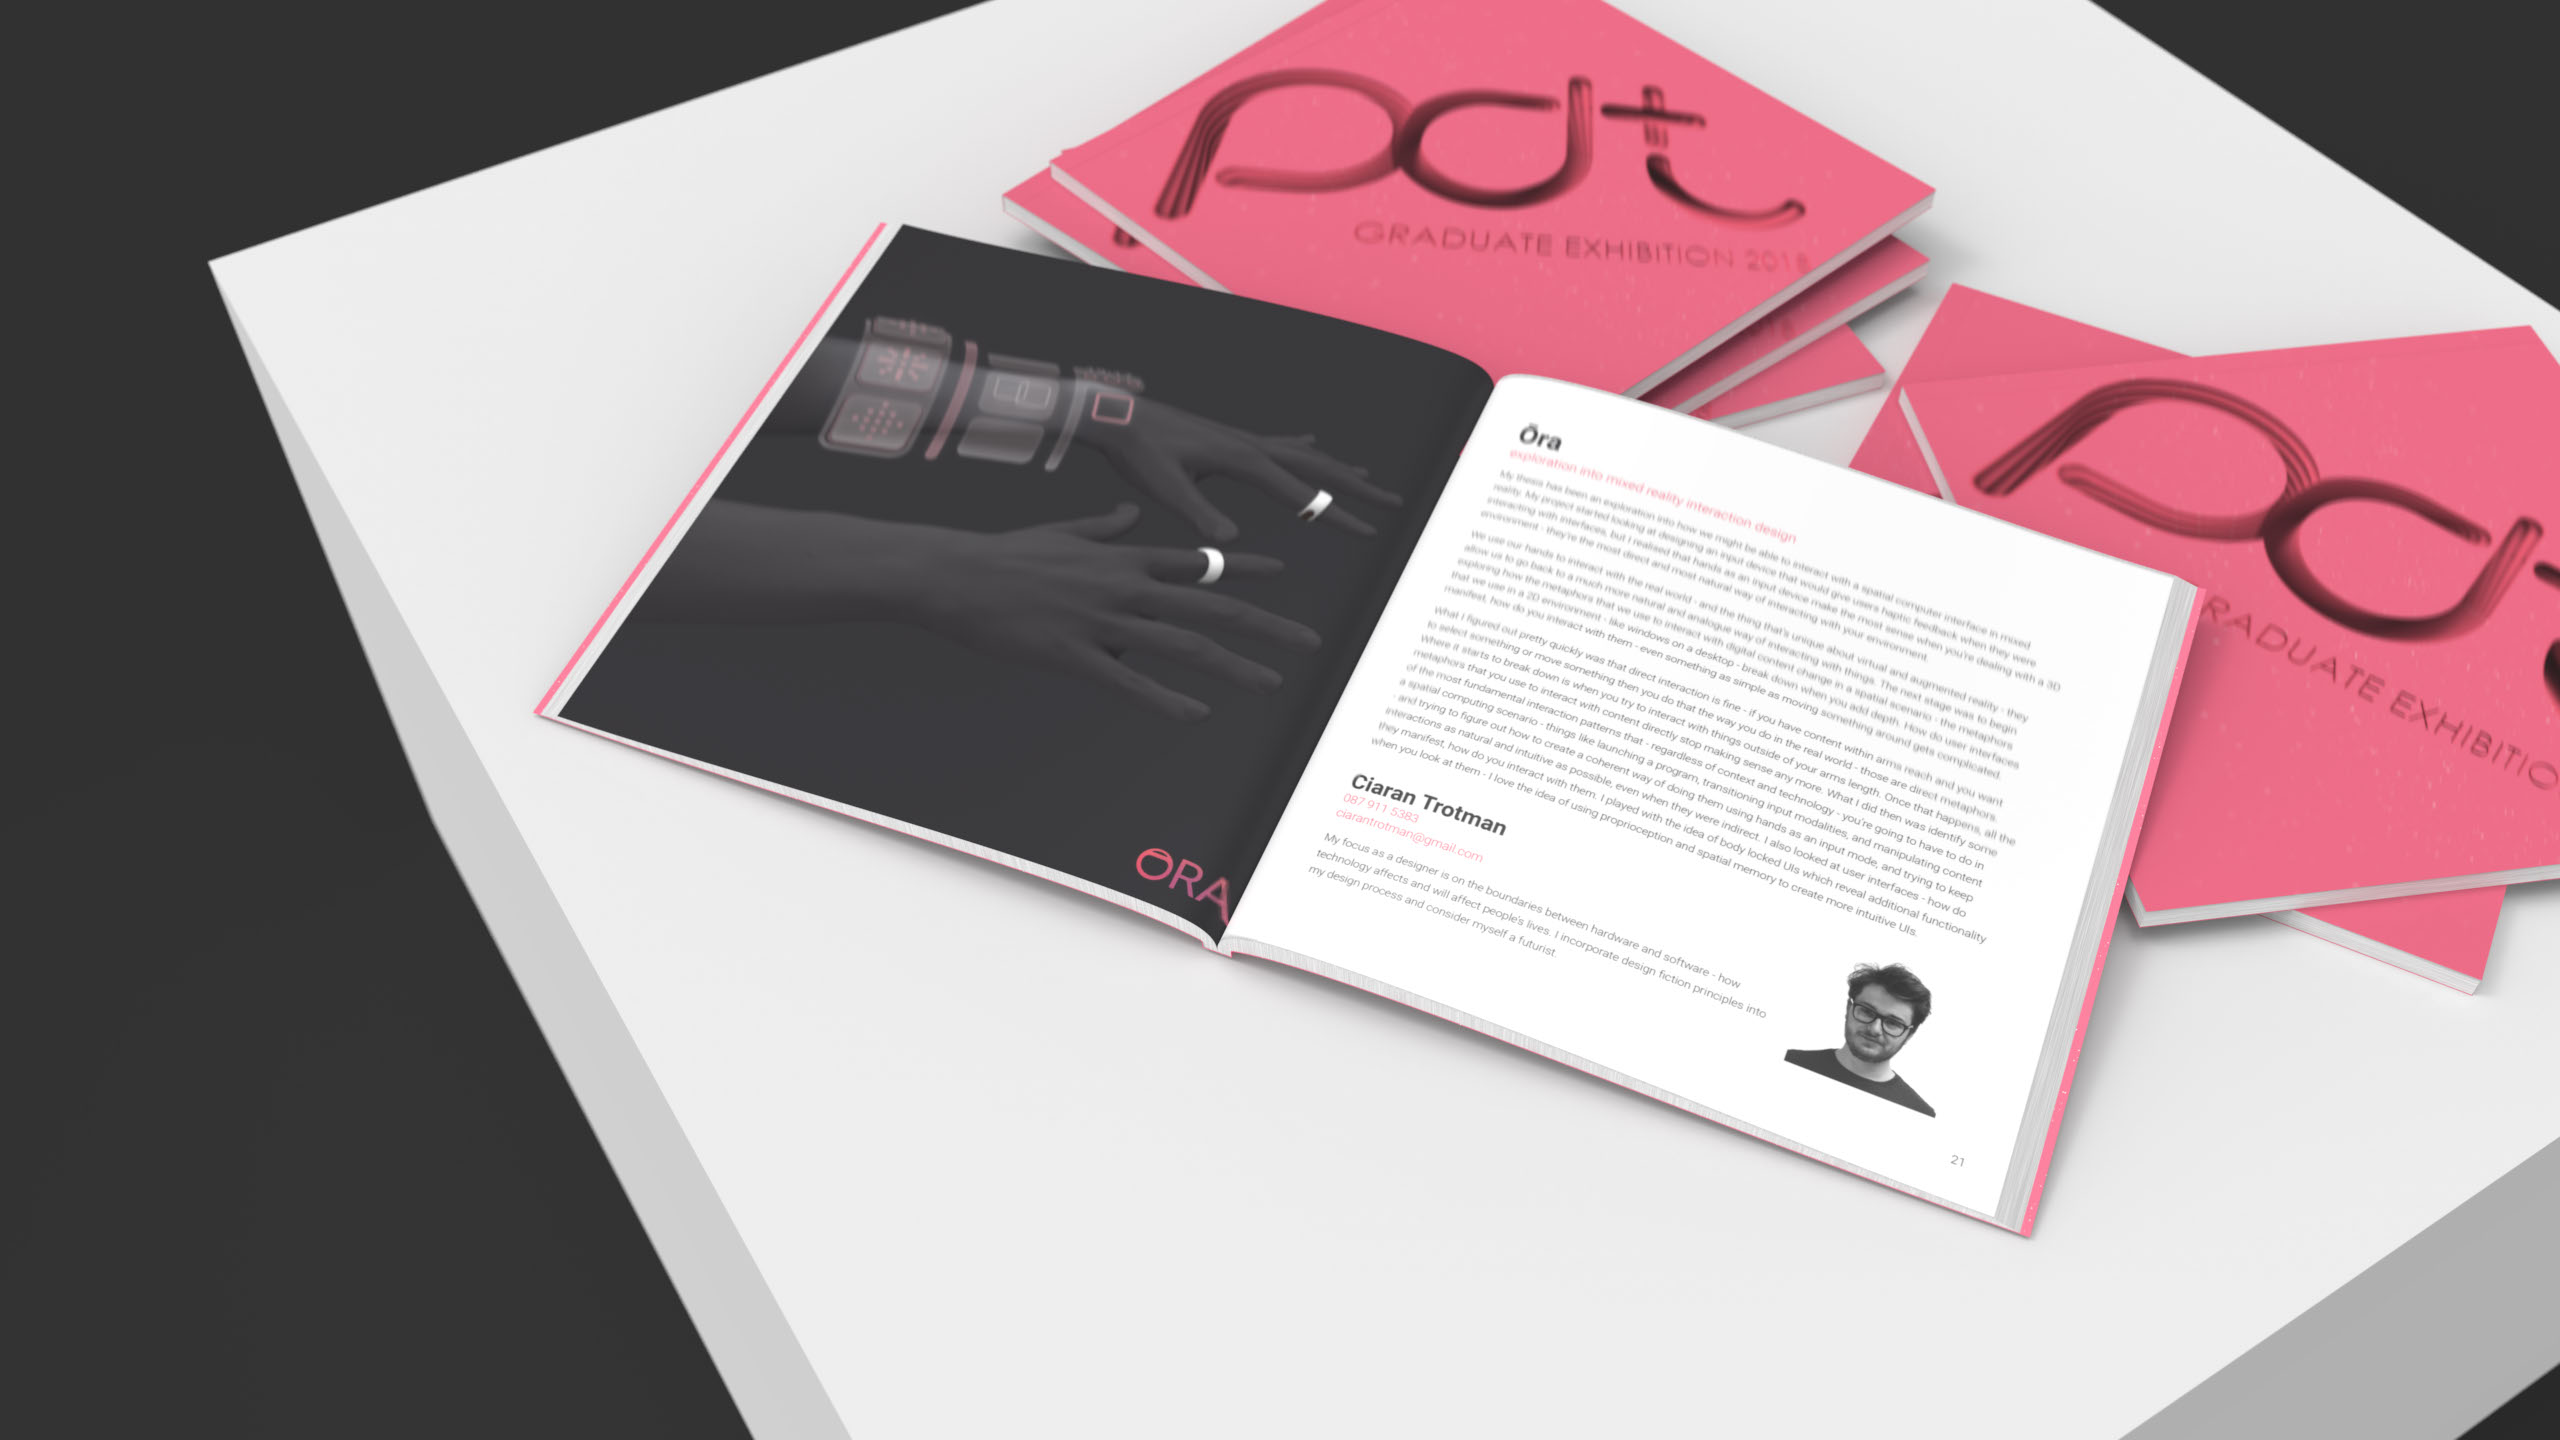 pdt
GRADUATE EXHIBITION 2018
pd
RADUATE EXHIBITIO
ŌRA
Ōra
exploration into mixed reality interaction design
My thesis has been an exploration into how we might be able to interact with a spatial computer interface in mixed
reality. My project started looking at designing an input device that would give users haptic feedback when they were
interacting with interfaces, but I realised that hands as an input device make the most sense when you're dealing with a 3D
environment - they're the most direct and most natural way of interacting with your environment.
We use our hands to interact with the real world - and the thing that's unique about virtual and augmented reality - they
allow us to go back to a much more natural and analogue way of interacting with things. The next stage was to begin
exploring how the metaphors that we use to interact with digital content change in a spatial scenario - the metaphors
that we use in a 2D environment - like windows on a desktop - break down when you add depth. How do user interfaces
manifest, how do you interact with them - even something as simple as moving something around gets complicated.
What I figured out pretty quickly was that direct interaction is fine - if you have content within arms reach and you want
to select something or move something then you do that the way you do in the real world - those are direct metaphors.
Where it starts to break down is when you try to interact with things outside of your arms length. Once that happens, all the
metaphors that you use to interact with content directly stop making sense any more. What I did then was identify some
of the most fundamental interaction patterns that - regardless of context and technology - you're going to have to do in
a spatial computing scenario - things like launching a program, transitioning input modalities, and manipulating content
- and trying to figure out how to create a coherent way of doing them using hands as an input mode, and trying to keep
interactions as natural and intuitive as possible, even when they were indirect. I also looked at user interfaces - how do
they manifest, how do you interact with them. I played with the idea of body locked UIs which reveal additional functionality
when you look at them - I love the idea of using proprioception and spatial memory to create more intuitive UIs.
Ciaran Trotman
087 911 5383
ciarantrotman@gmail.com
My focus as a designer is on the boundaries between hardware and software - how
technology affects and will affect people's lives. I incorporate design fiction principles into
my design process and consider myself a futurist.
21